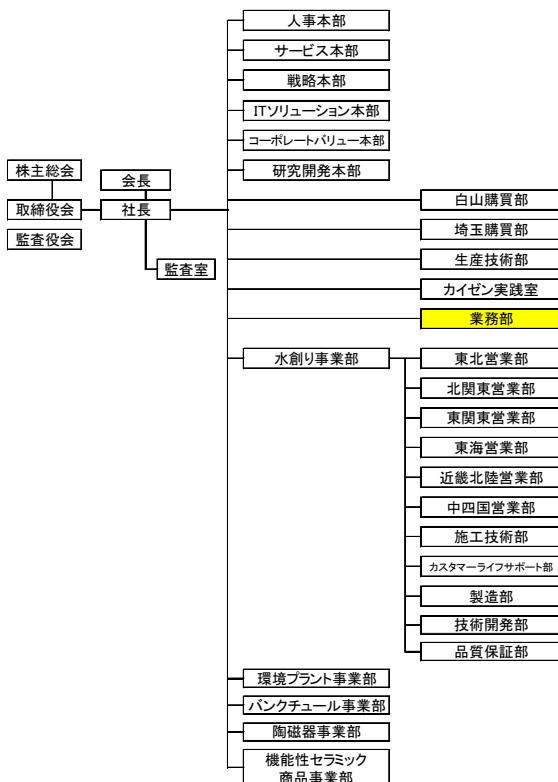 人事本部
サービス本部
戦略本部
ITソリューション本部
コーポレートバリュー本部
研究開発本部
株主総会
会長
取締役会
社長
監査役会
監査室
白山購買部
埼玉購買部
生産技術部
カイゼン実践室
業務部
水創り事業部
東北営業部
北関東営業部
東関東営業部
東海営業部
近畿北陸営業部
中四国営業部
施工技術部
カスタマーライフサポート部
製造部
技術開発部
品質保証部
環境プラント事業部
バンクチュール事業部
陶磁器事業部
機能性セラミック
商品事業部